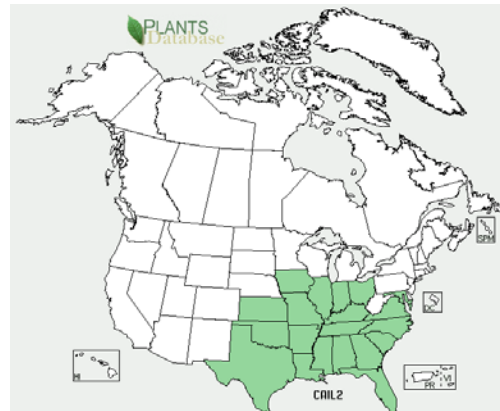 PLANTS
Database
SPM
DC
HI
PR
VI
CAIL2